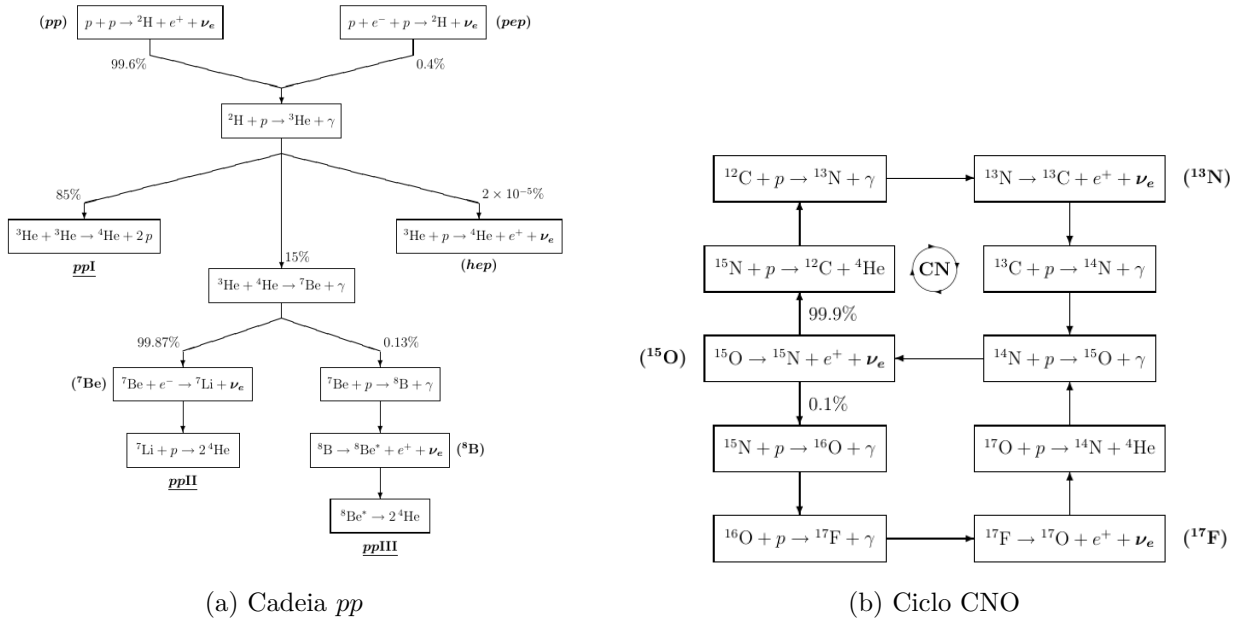 (pp) p + p → ²H + e⁺ + νₑ
p + e⁻ + p → ²H + νₑ (pep)
99.6% 0.4%
²H + p → ³He + γ
85% 2 × 10⁻⁵%
³He + ³He → ⁴He + 2 p
ppI
³He + p → ⁴He + e⁺ + νₑ
(hep)
15%
³He + ⁴He → ⁷Be + γ
99.87% 0.13%
(⁷Be) ⁷Be + e⁻ → ⁷Li + νₑ
⁷Be + p → ⁸B + γ
⁷Li + p → 2 ⁴He
ppII
⁸B → ⁸Be* + e⁺ + νₑ (⁸B)
⁸Be* → 2 ⁴He
ppIII
(a) Cadeia pp
¹²C + p → ¹³N + γ
¹³N → ¹³C + e⁺ + νₑ (¹³N)
¹⁵N + p → ¹²C + ⁴He
CN
¹³C + p → ¹⁴N + γ
99.9%
(¹⁵O) ¹⁵O → ¹⁵N + e⁺ + νₑ
¹⁴N + p → ¹⁵O + γ
0.1%
¹⁵N + p → ¹⁶O + γ
¹⁷O + p → ¹⁴N + ⁴He
¹⁶O + p → ¹⁷F + γ
¹⁷F → ¹⁷O + e⁺ + νₑ (¹⁷F)
(b) Ciclo CNO